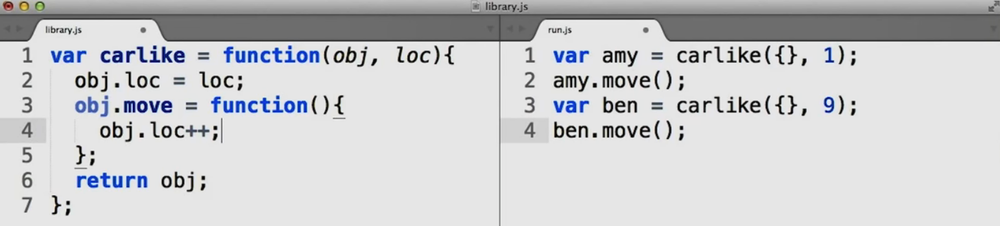 library.js
library.js
1 var carlike = function(obj, loc){
2   obj.loc = loc;
3   obj.move = function(){
4     obj.loc++;
5   };
6   return obj;
7 };
run.js
1 var amy = carlike({}, 1);
2 amy.move();
3 var ben = carlike({}, 9);
4 ben.move();